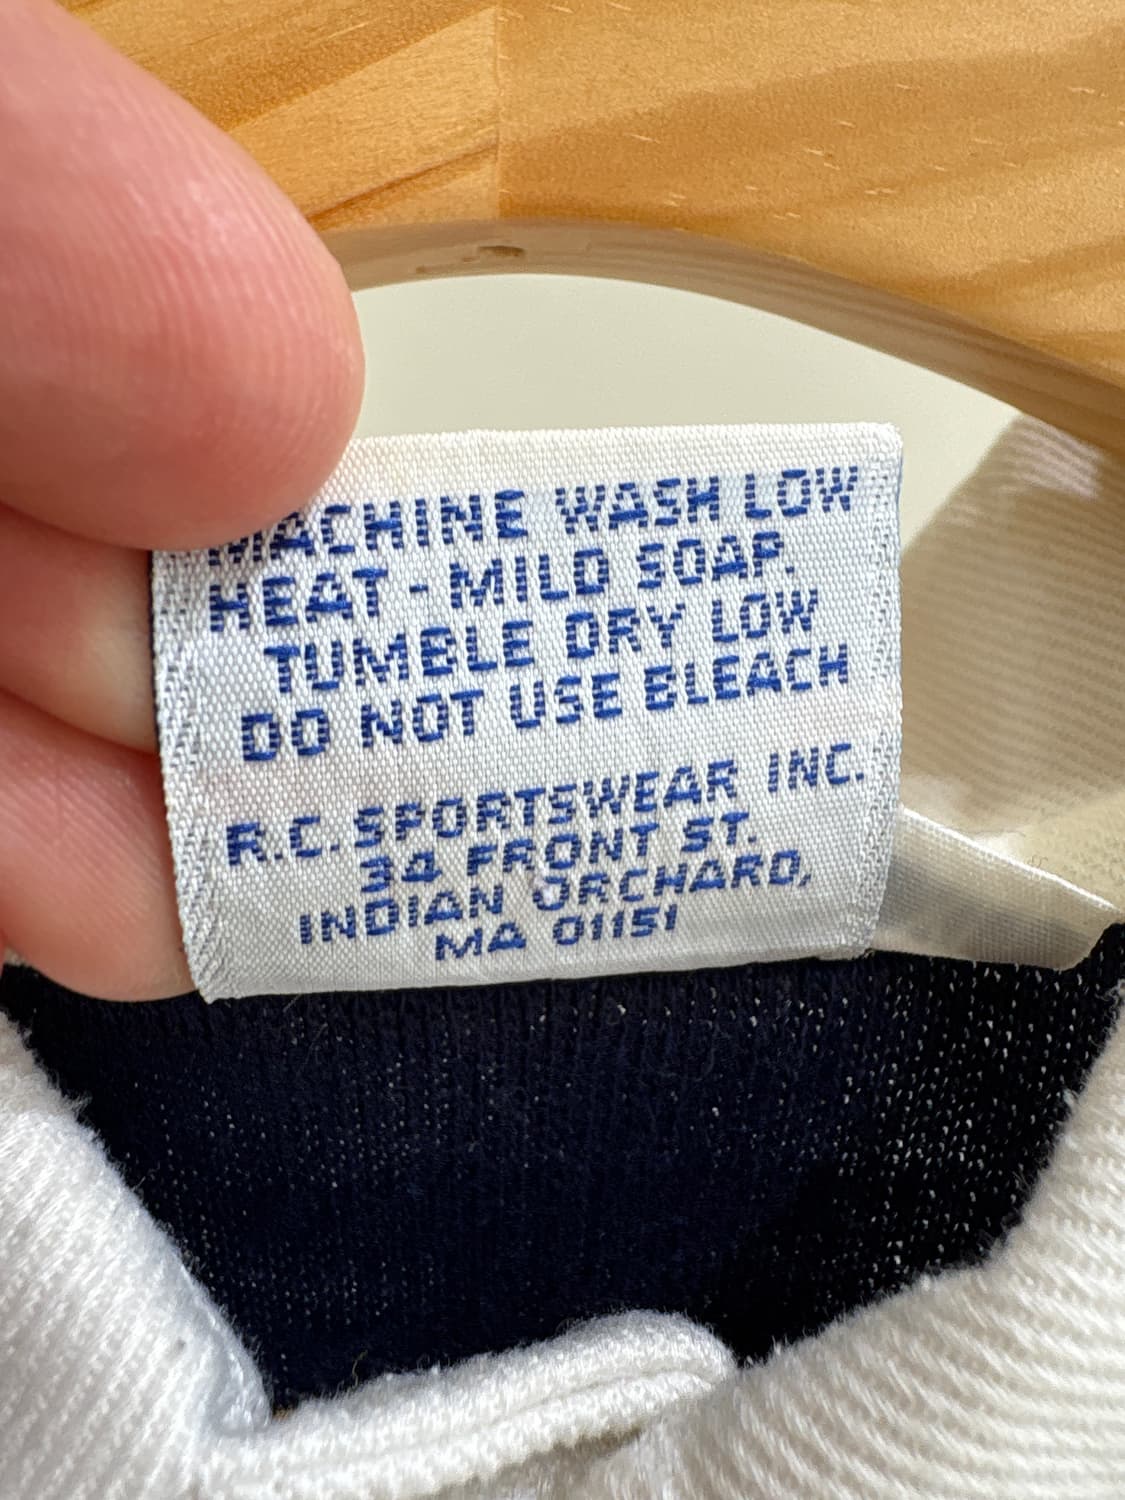 MACHINE WASH LOW
HEAT - MILD SOAP.
TUMBLE DRY LOW
DO NOT USE BLEACH
R.C. SPORTSWEAR INC.
34 FRONT ST.
INDIAN ORCHARD,
MA 01151